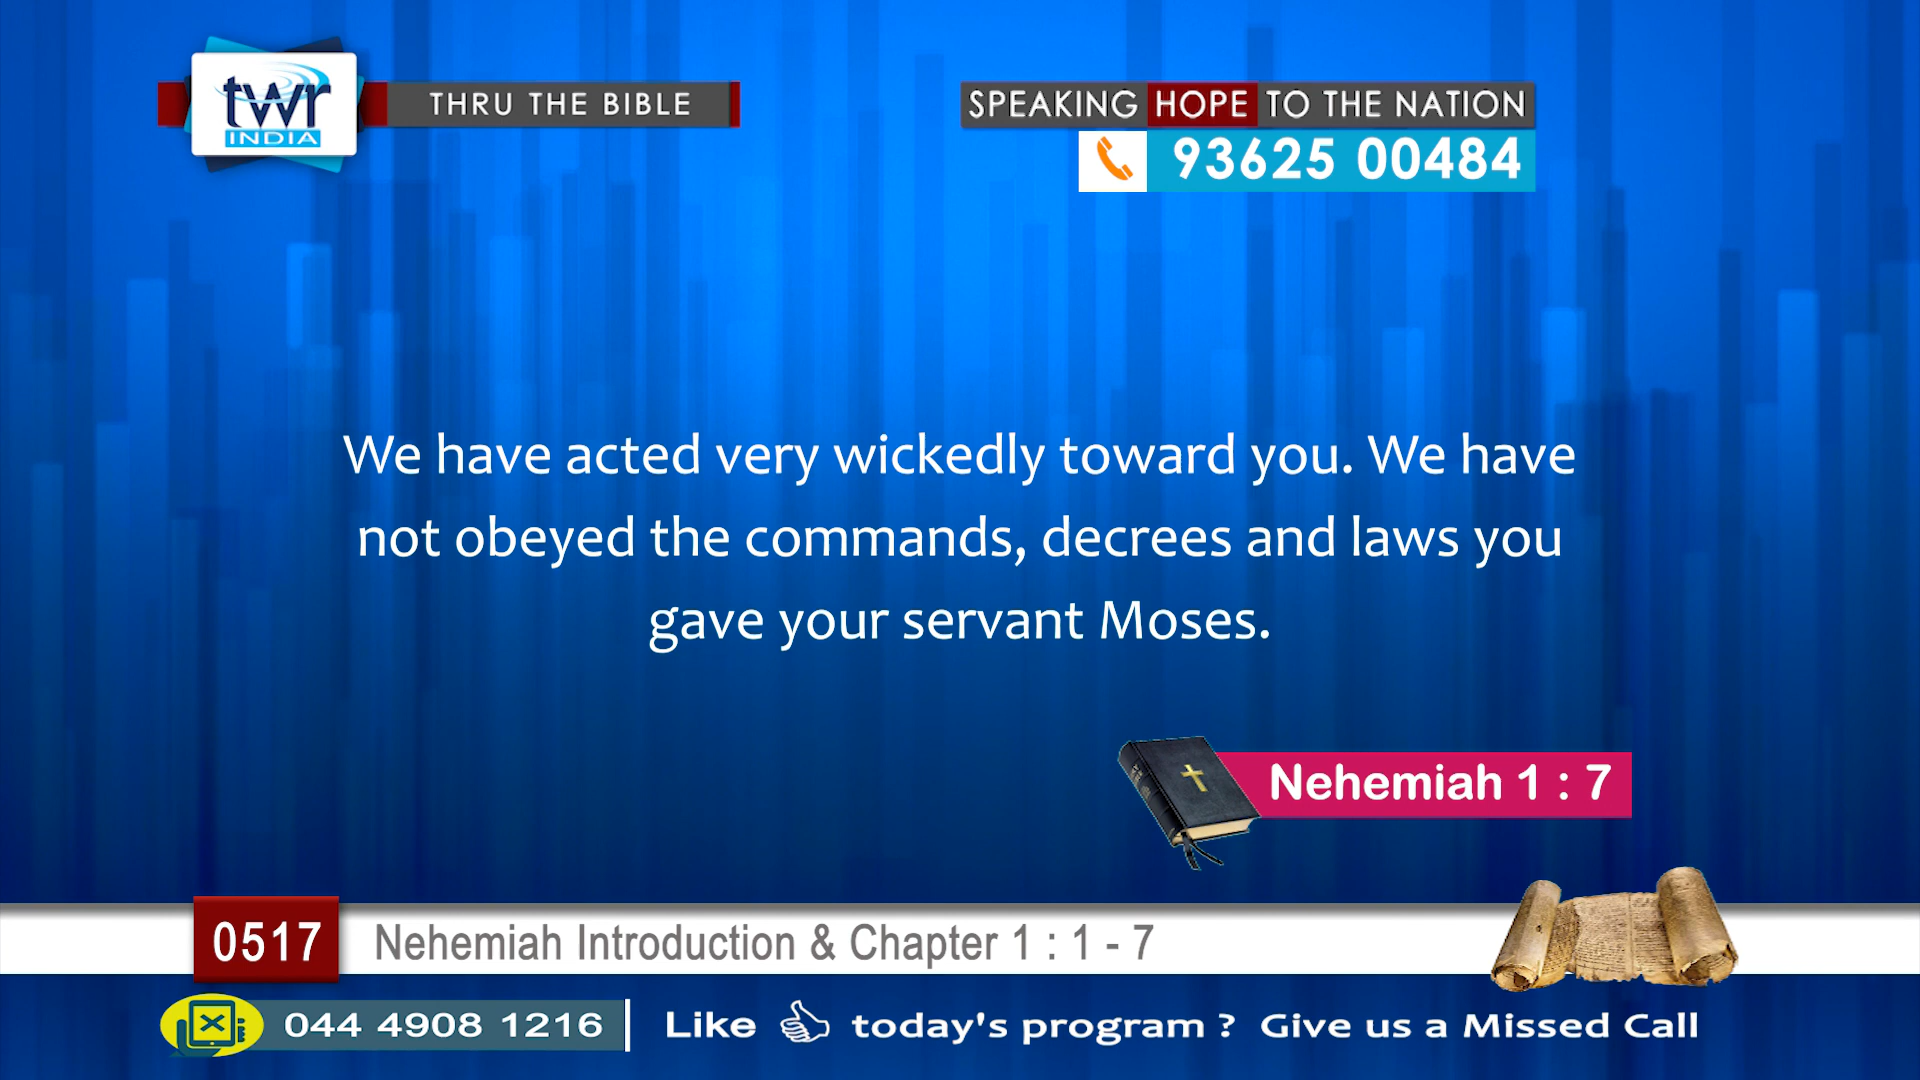 twr
INDIA
THRU THE BIBLE
SPEAKING HOPE TO THE NATION
93625 00484
We have acted very wickedly toward you. We have
not obeyed the commands, decrees and laws you
gave your servant Moses.
Nehemiah 1 : 7
0517
Nehemiah Introduction & Chapter 1 : 1 - 7
044 4908 1216
Like today's program ? Give us a Missed Call